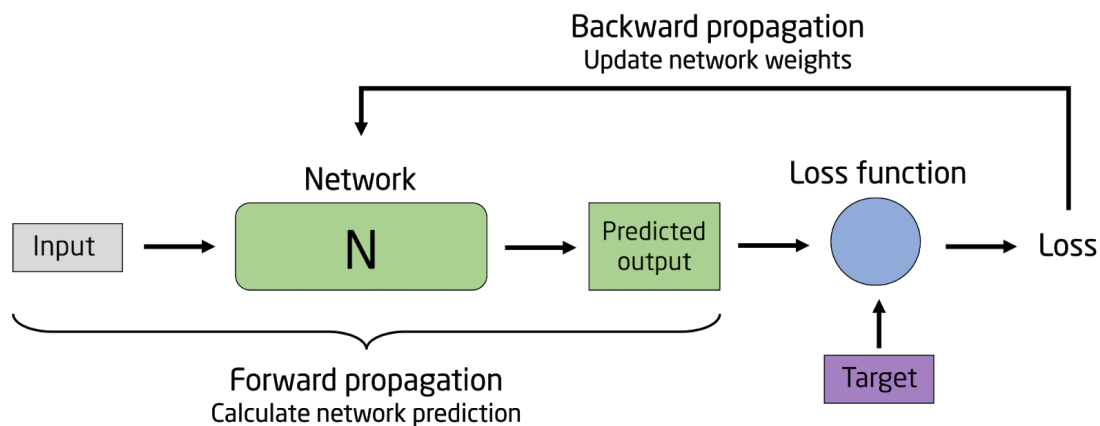 Backward propagation
Update network weights
Network
Loss function
Input
N
Predicted
output
Loss
Target
Forward propagation
Calculate network prediction